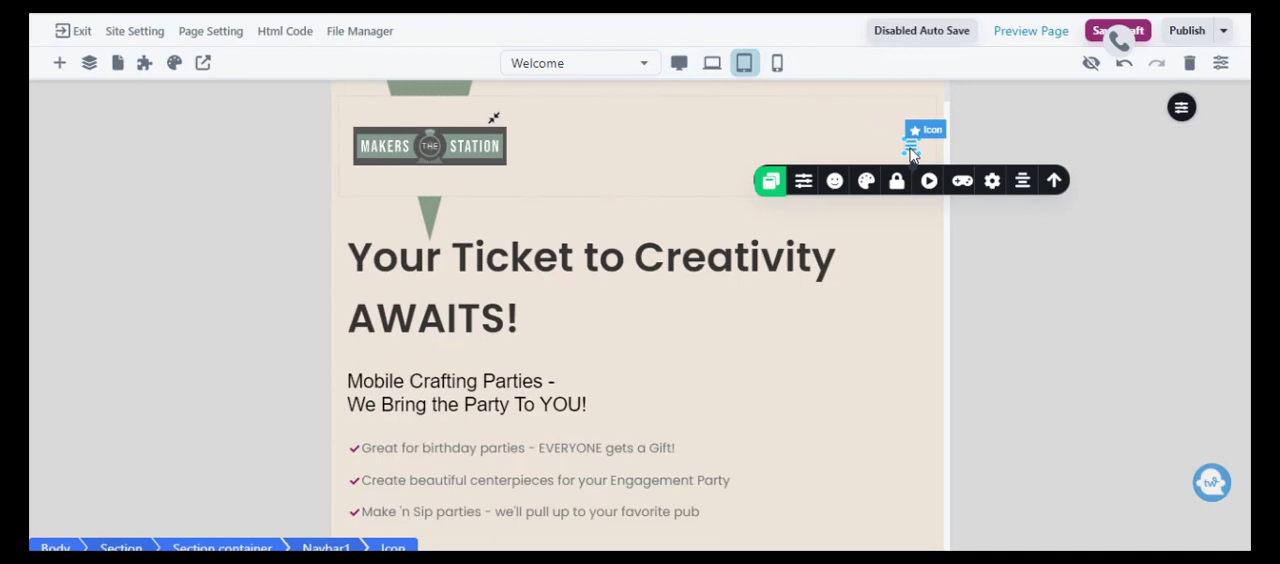 Exit Site Setting Page Setting Html Code File Manager Disabled Auto Save Preview Page Publish
Welcome
Icon
MAKERS THE STATION
Your Ticket to Creativity
AWAITS!
Mobile Crafting Parties -
We Bring the Party To YOU!
Great for birthday parties - EVERYONE gets a Gift!
Create beautiful centerpieces for your Engagement Party
Make 'n Sip parties - we'll pull up to your favorite pub
Body Section Section container Navbar1 Icon